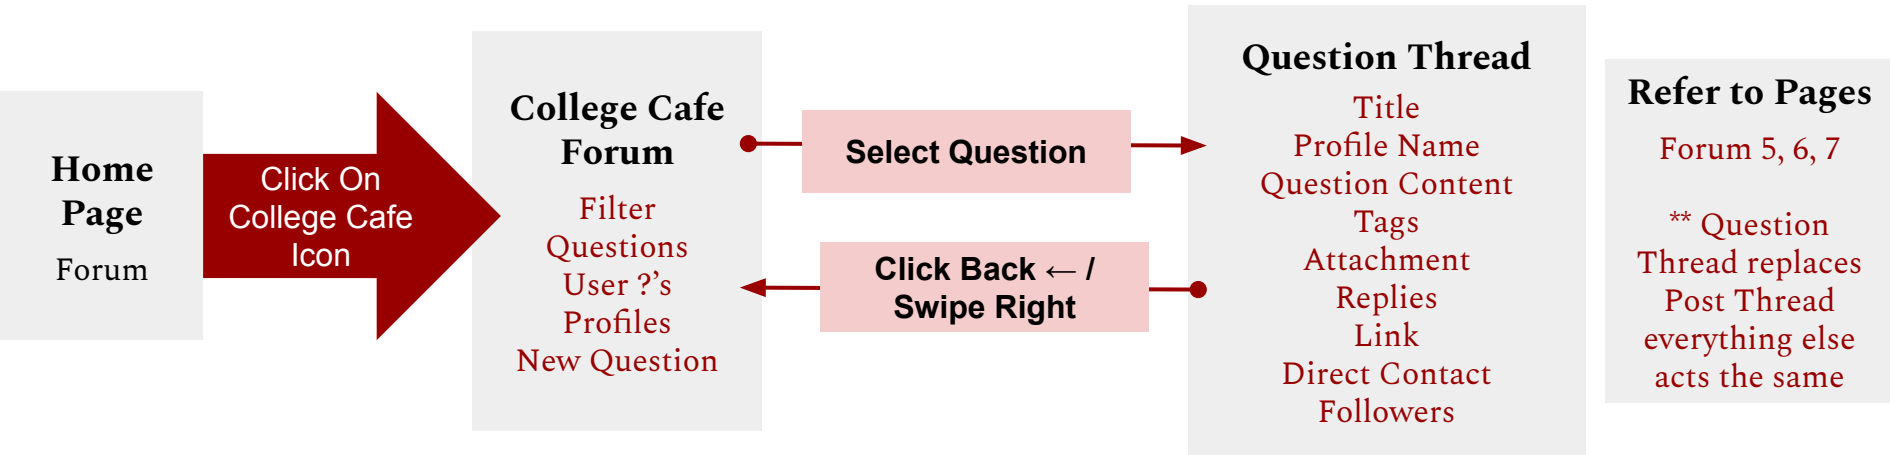 Home
Page
Forum
Click On
College Cafe
Icon
College Cafe
Forum
Filter
Questions
User ?’s
Profiles
New Question
Select Question
Click Back ← /
Swipe Right
Question Thread
Title
Profile Name
Question Content
Tags
Attachment
Replies
Link
Direct Contact
Followers
Refer to Pages
Forum 5, 6, 7
** Question
Thread replaces
Post Thread
everything else
acts the same